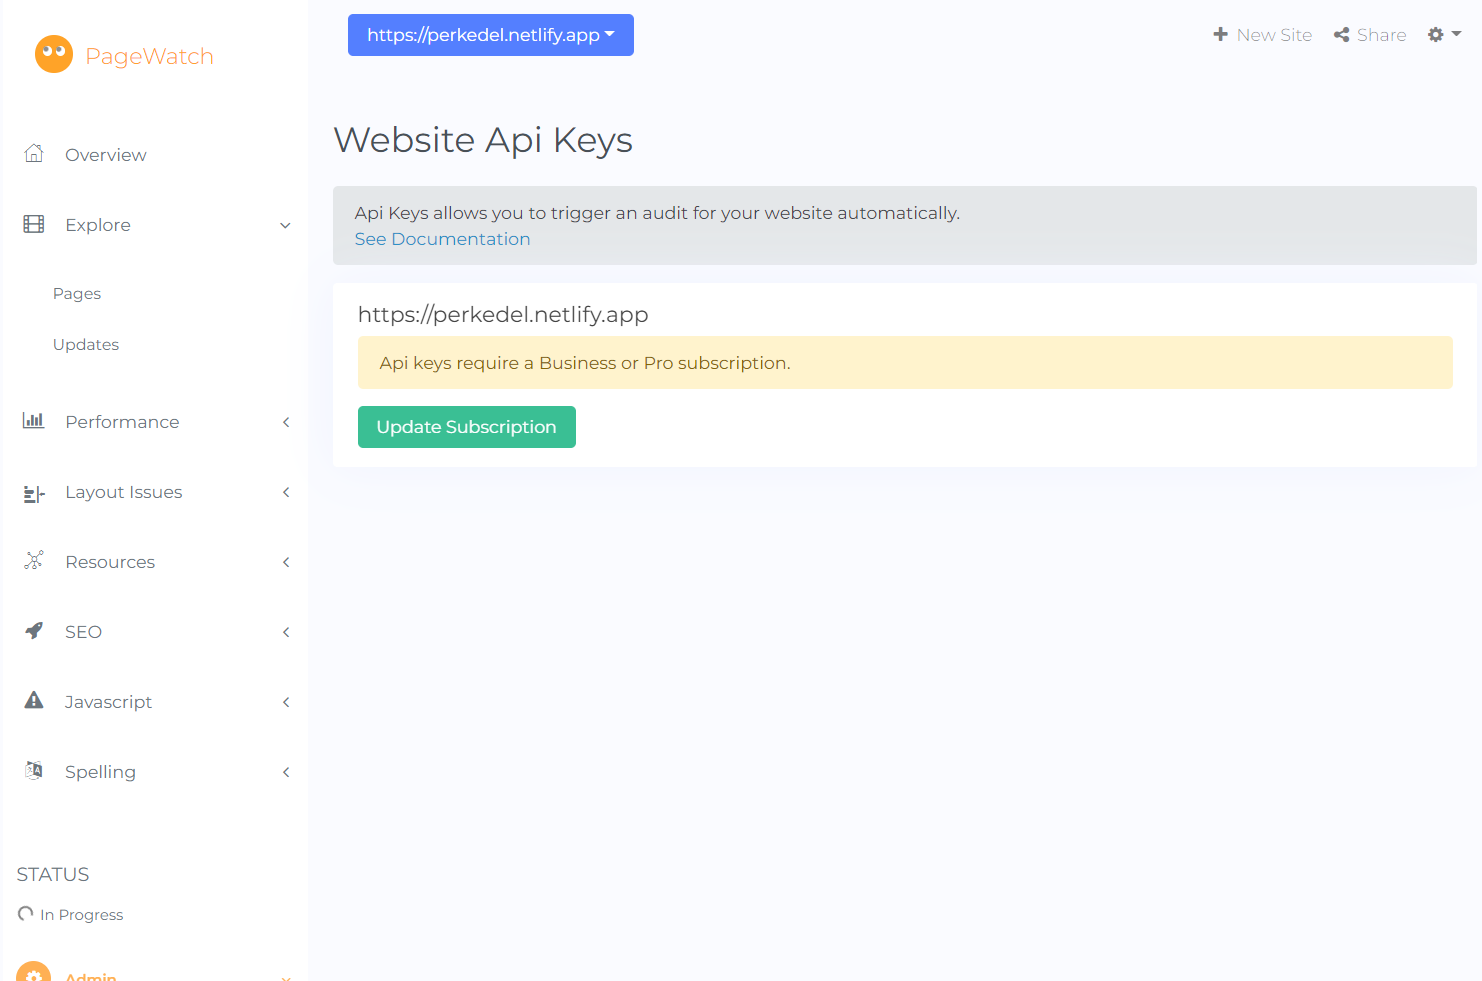 PageWatch
https://perkedel.netlify.app
New Site
Share
Overview
Explore
Pages
Updates
Performance
Layout Issues
Resources
SEO
Javascript
Spelling
STATUS
In Progress
Admin
Website Api Keys
Api Keys allows you to trigger an audit for your website automatically.
See Documentation
https://perkedel.netlify.app
Api keys require a Business or Pro subscription.
Update Subscription